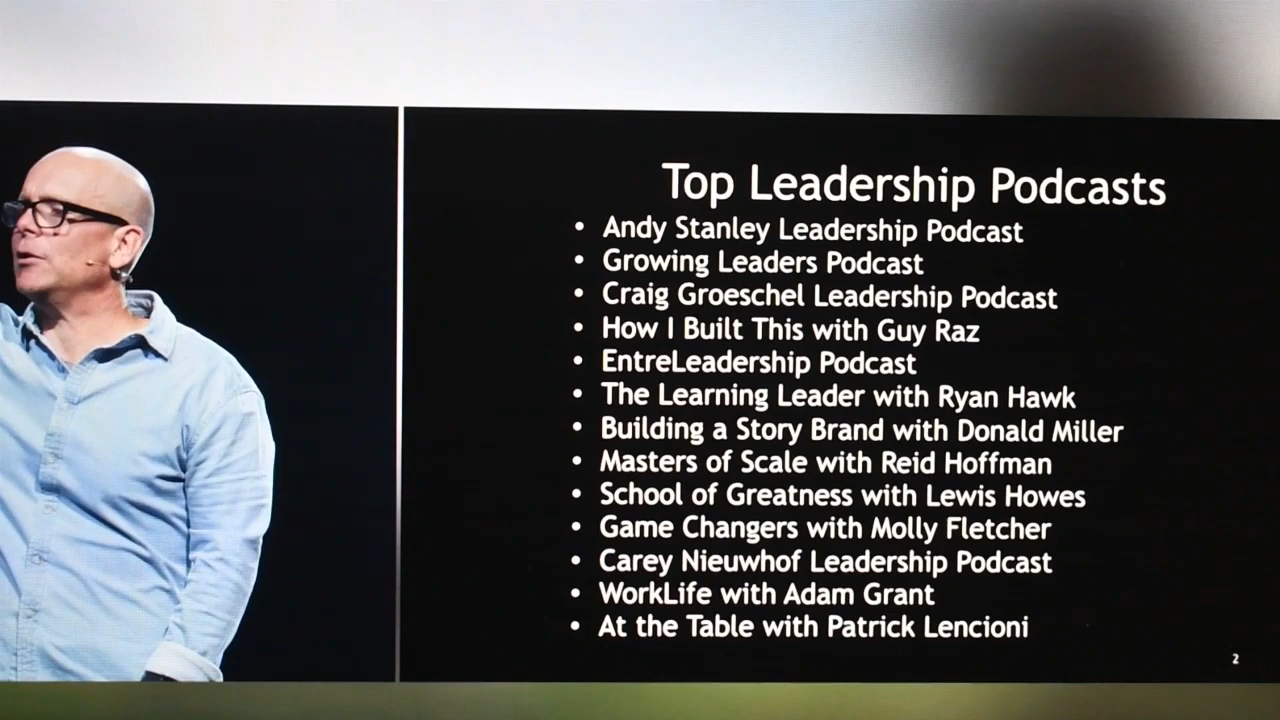 Top Leadership Podcasts
• Andy Stanley Leadership Podcast
• Growing Leaders Podcast
• Craig Groeschel Leadership Podcast
• How I Built This with Guy Raz
• EntreLeadership Podcast
• The Learning Leader with Ryan Hawk
• Building a Story Brand with Donald Miller
• Masters of Scale with Reid Hoffman
• School of Greatness with Lewis Howes
• Game Changers with Molly Fletcher
• Carey Nieuwhof Leadership Podcast
• WorkLife with Adam Grant
• At the Table with Patrick Lencioni
2